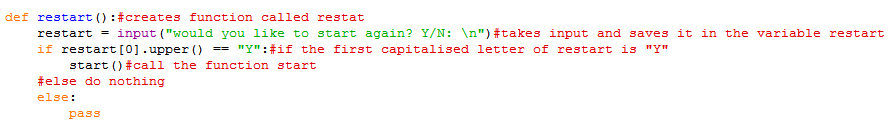 def restart():#creates function called restat
    restart = input("would you like to start again? Y/N: \n")#takes input and saves it in the variable restart
    if restart[0].upper() == "Y":#if the first capitalised letter of restart is "Y"
        start()#call the function start
    #else do nothing
    else:
        pass